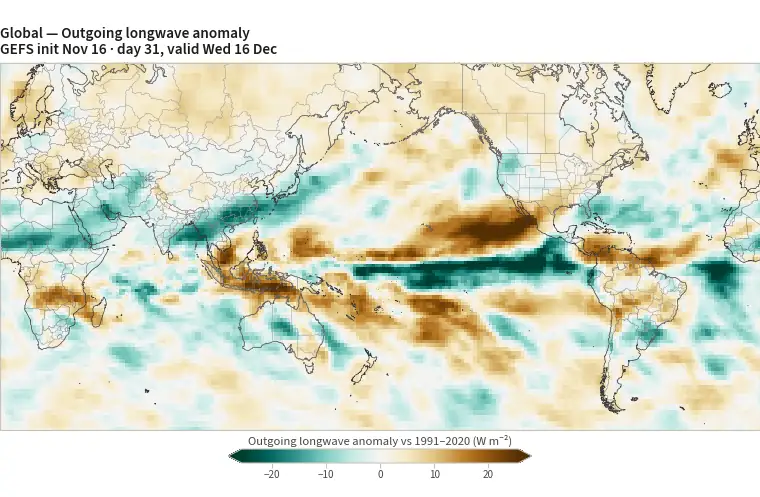 Global — Outgoing longwave anomaly
GEFS init Nov 16 · day 31, valid Wed 16 Dec
Outgoing longwave anomaly vs 1991–2020 (W m⁻²)
−20 −10 0 10 20